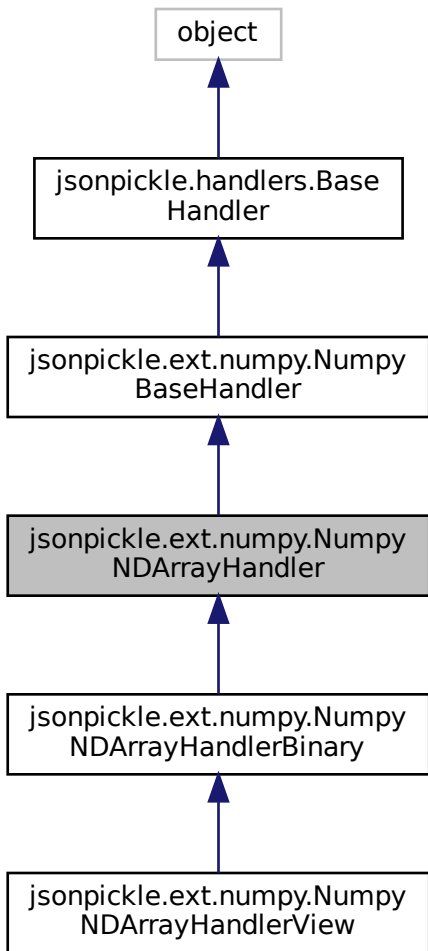 object
jsonpickle.handlers.Base
Handler
jsonpickle.ext.numpy.Numpy
BaseHandler
jsonpickle.ext.numpy.Numpy
NDArrayHandler
jsonpickle.ext.numpy.Numpy
NDArrayHandlerBinary
jsonpickle.ext.numpy.Numpy
NDArrayHandlerView